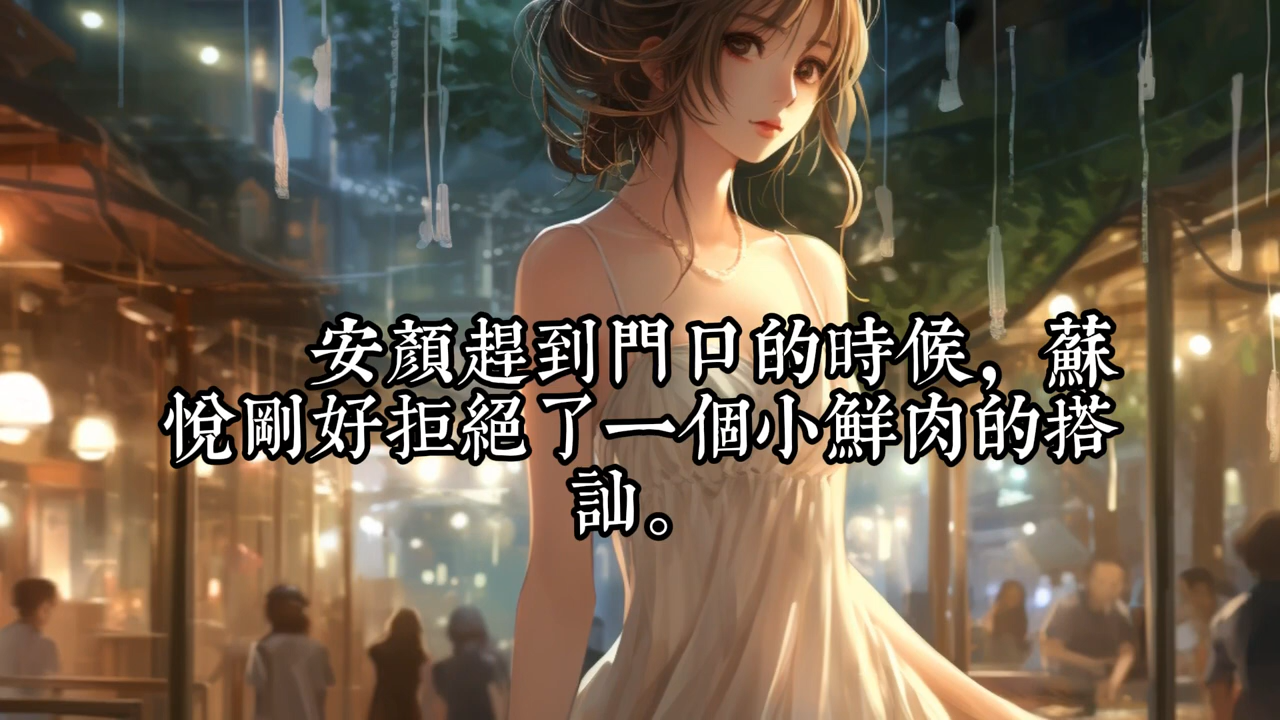 安顏趕到門口的時候，蘇
悅剛好拒絕了一個小鮮肉的搭
訕。